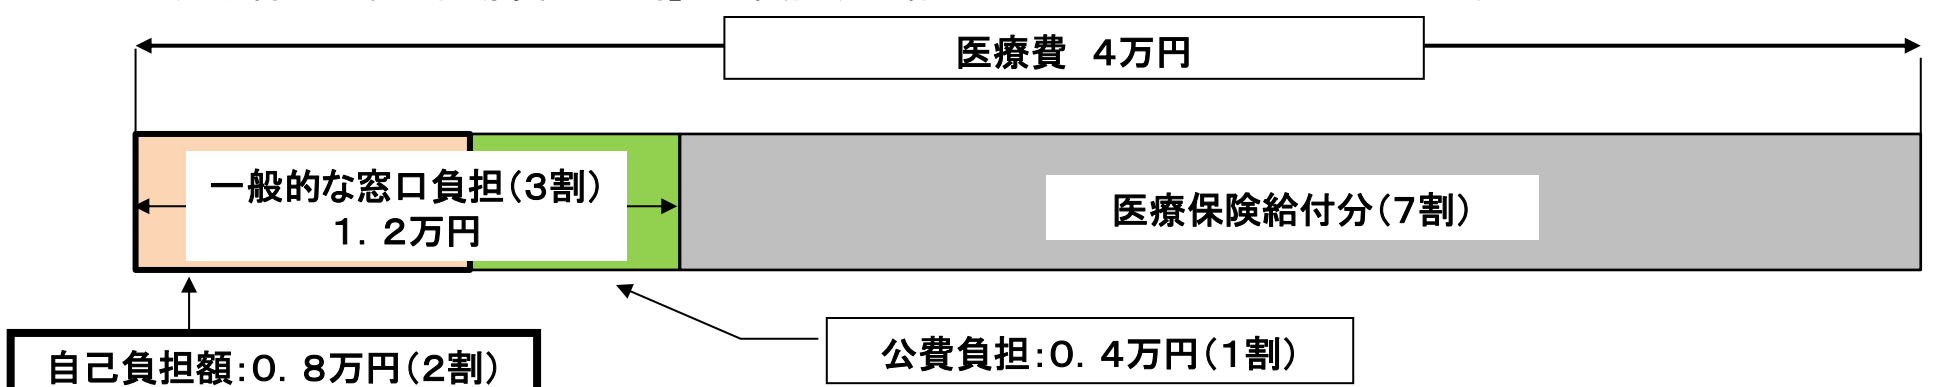 医療費　4万円
一般的な窓口負担(3割)
1．2万円
医療保険給付分(7割)
自己負担額:0．8万円(2割)
公費負担:0．4万円(1割)